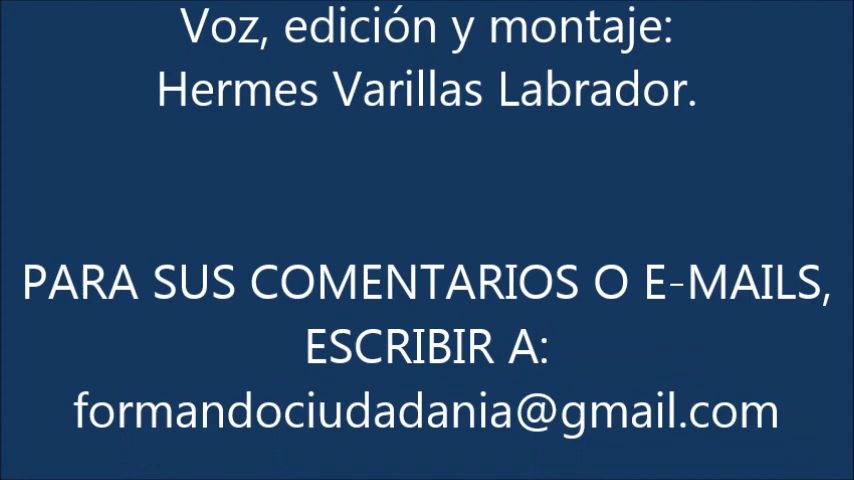 Voz, edición y montaje:
Hermes Varillas Labrador.
PARA SUS COMENTARIOS O E-MAILS,
ESCRIBIR A:
formandociudadania@gmail.com